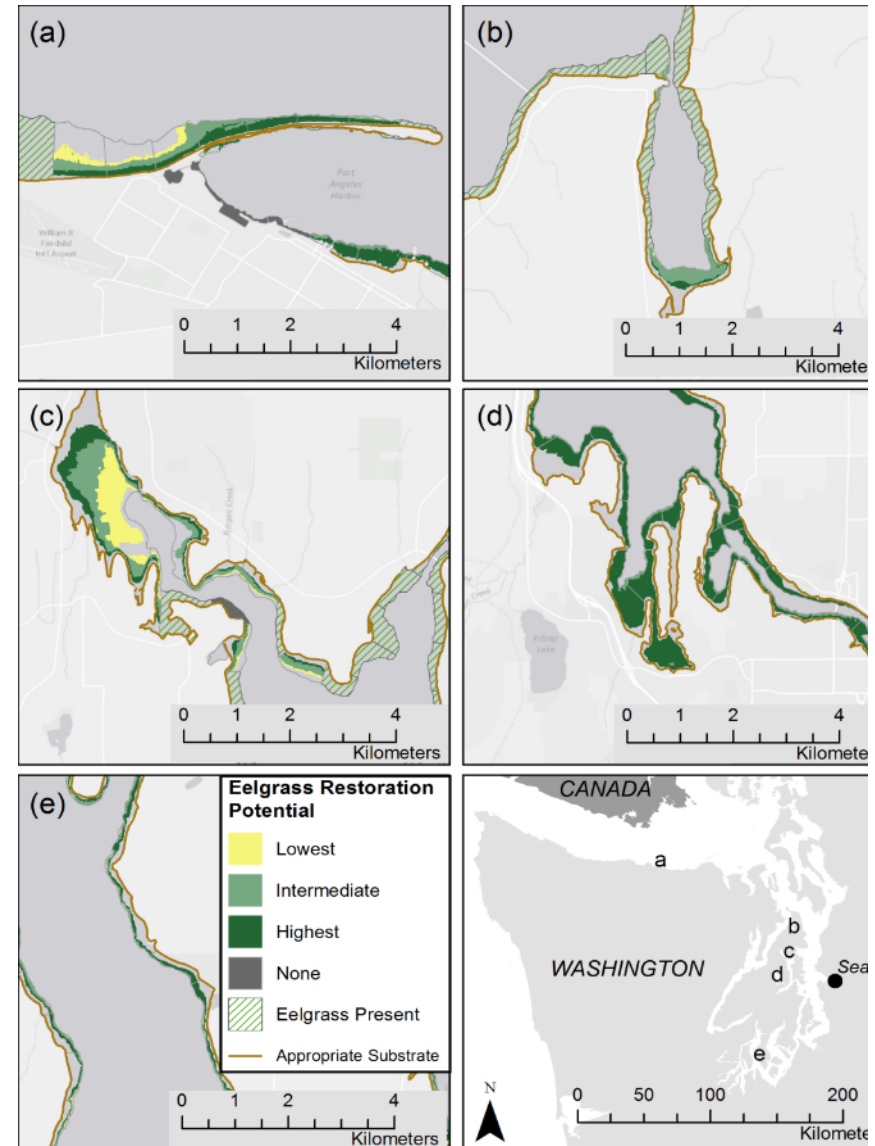 (a)
Port
Angeles
Harbor
William R
Fairchild
Int'l Airport
0 1 2 4
Kilometers
(b)
0 1 2 4
Kilomete
(c)
0 1 2 4
Kilometers
(d)
Kitsap
Lake
0 1 2 4
Kilomete
(e)
Eelgrass Restoration
Potential
Lowest
Intermediate
Highest
None
Eelgrass Present
Appropriate Substrate
0 1 2 4
Kilometers
CANADA
a
b
c
WASHINGTON
d
Sea
e
N
0 50 100 200
Kilomete